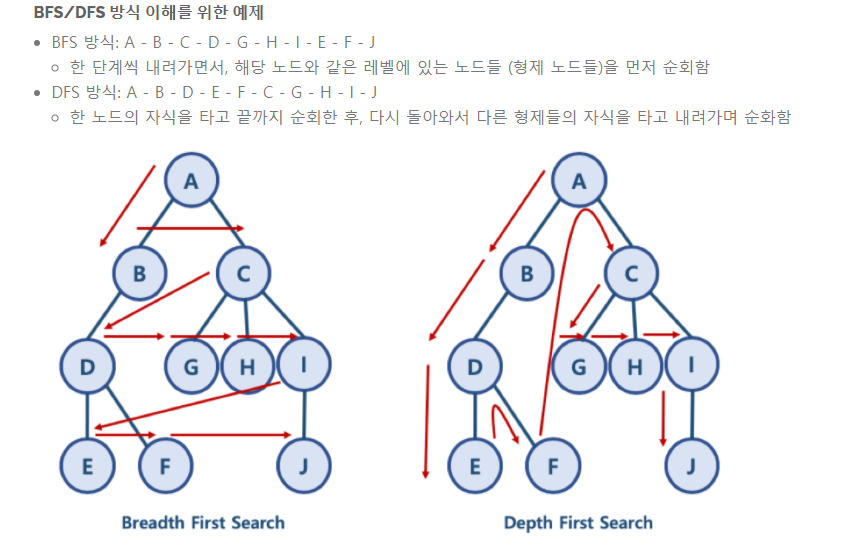 BFS/DFS 방식 이해를 위한 예제
BFS 방식: A - B - C - D - G - H - I - E - F - J
한 단계씩 내려가면서, 해당 노드와 같은 레벨에 있는 노드들 (형제 노드들)을 먼저 순회함
DFS 방식: A - B - D - E - F - C - G - H - I - J
한 노드의 자식을 타고 끝까지 순회한 후, 다시 돌아와서 다른 형제들의 자식을 타고 내려가며 순화함
A
B C
D G H I
E F J
Breadth First Search
A
B C
D G H I
E F J
Depth First Search